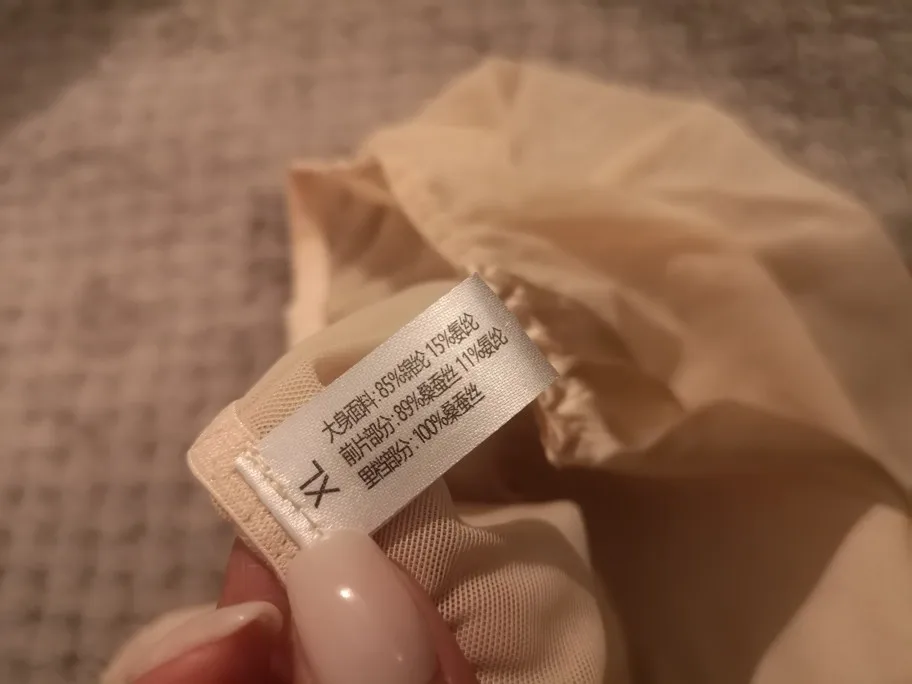 大身面料:85%锦纶 15%氨纶
前片部分:89%桑蚕丝 11%氨纶
里裆部分:100%桑蚕丝
XL